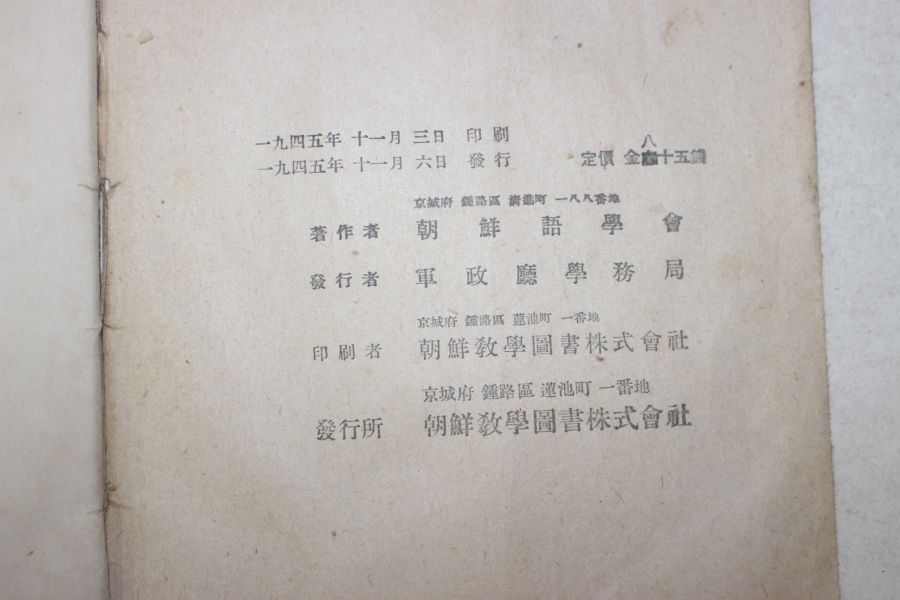 一九四五年 十一月 三日 印刷
一九四五年 十一月 六日 發行
八
定價 金 十五錢
京城府 鍾路區 淸進町 一八八番地
著作者 朝鮮語學會
發行者 軍政廳學務局
京城府 鍾路區 蓮池町 一番地
印刷者 朝鮮敎學圖書株式會社
京城府 鍾路區 蓮池町 一番地
發行所 朝鮮敎學圖書株式會社